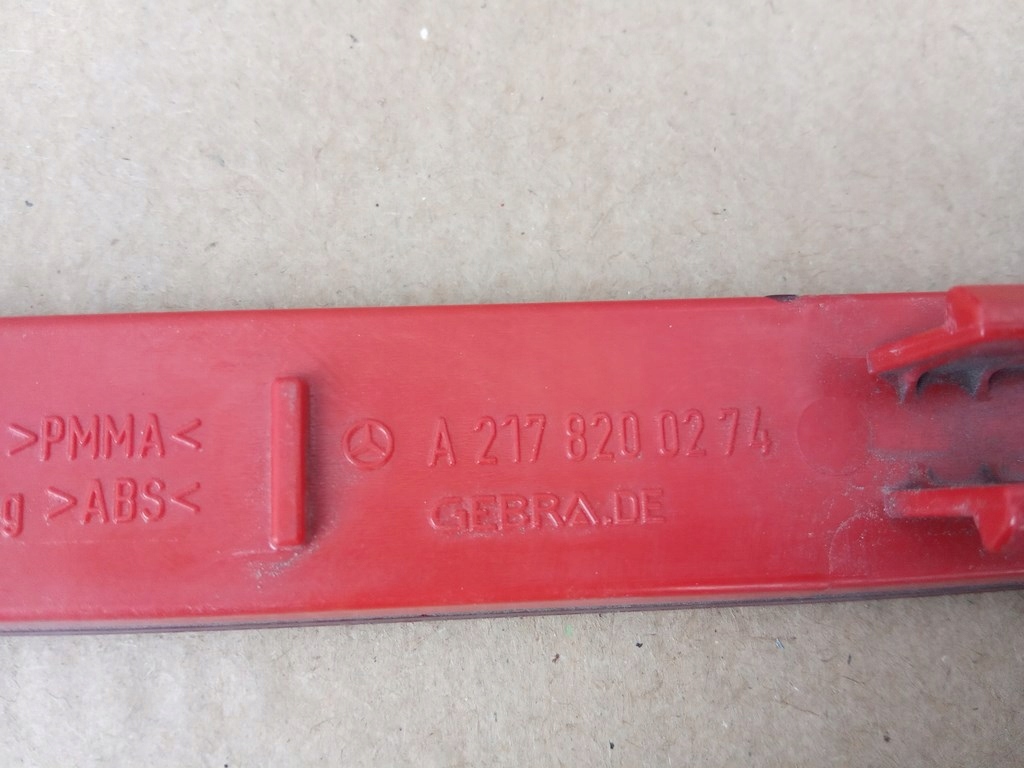 >PMMA<
g >ABS<
A 217 820 02 74
GEBRA.DE